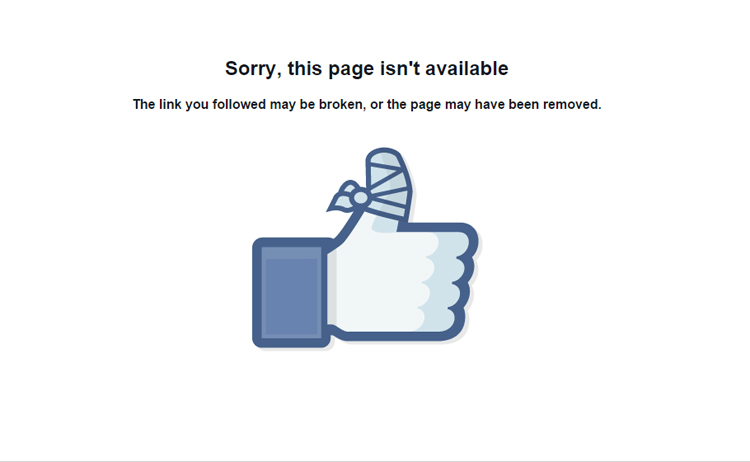 Sorry, this page isn't available
The link you followed may be broken, or the page may have been removed.